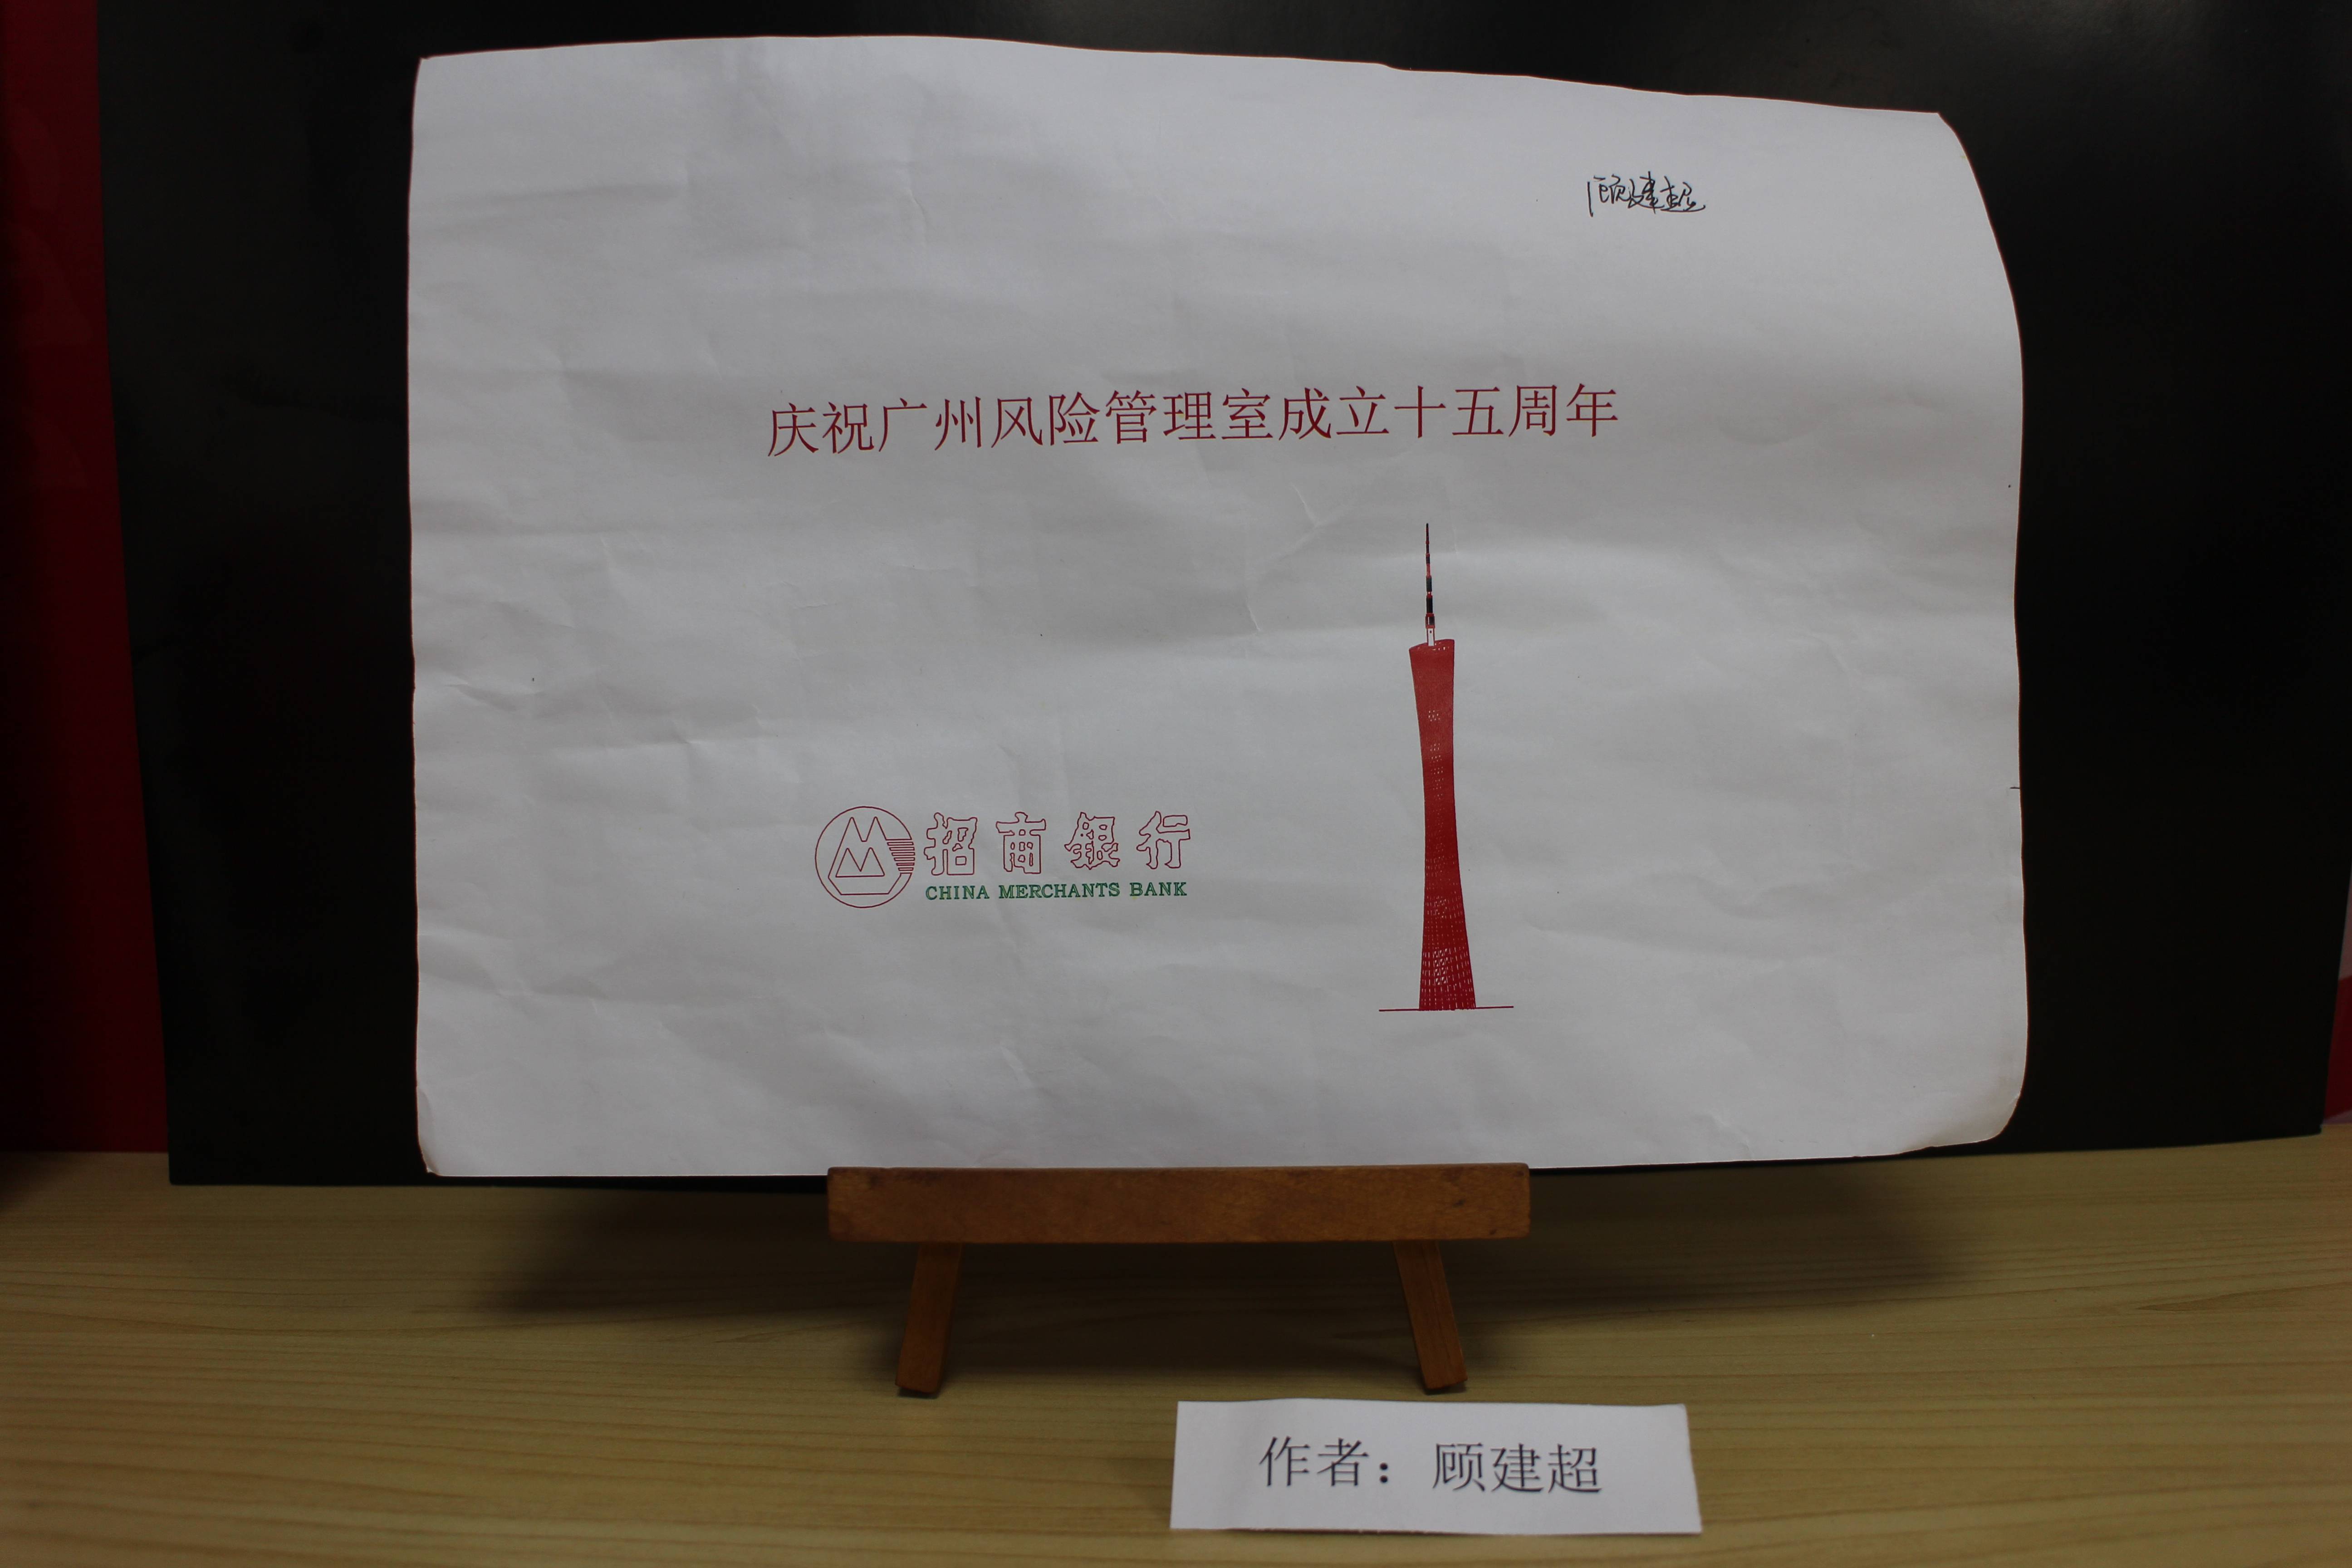 顾建超
庆祝广州风险管理室成立十五周年
招商銀行
CHINA MERCHANTS BANK
作者：顾建超